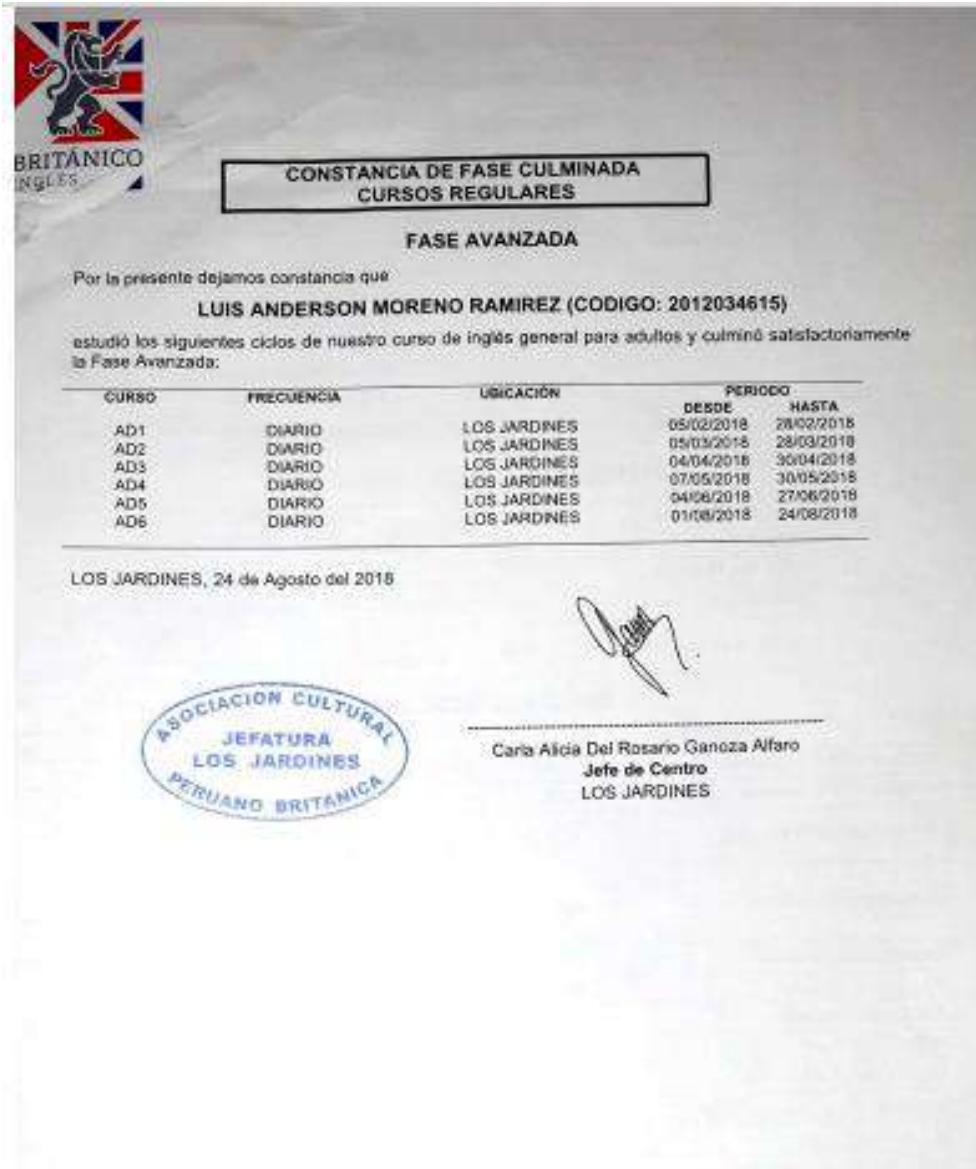 BRITÁNICO
INGLÉS
CONSTANCIA DE FASE CULMINADA
CURSOS REGULARES
FASE AVANZADA
Por la presente dejamos constancia que
LUIS ANDERSON MORENO RAMIREZ (CODIGO: 2012034615)
estudió los siguientes ciclos de nuestro curso de inglés general para adultos y culminó satisfactoriamente
la Fase Avanzada:
CURSO FRECUENCIA UBICACIÓN PERIODO
DESDE HASTA
AD1 DIARIO LOS JARDINES 05/02/2018 28/02/2018
AD2 DIARIO LOS JARDINES 05/03/2018 28/03/2018
AD3 DIARIO LOS JARDINES 04/04/2018 30/04/2018
AD4 DIARIO LOS JARDINES 07/05/2018 30/05/2018
AD5 DIARIO LOS JARDINES 04/06/2018 27/06/2018
AD6 DIARIO LOS JARDINES 01/08/2018 24/08/2018
LOS JARDINES, 24 de Agosto del 2018
ASOCIACION CULTURAL
JEFATURA
LOS JARDINES
PERUANO BRITANICA
Carla Alicia Del Rosario Ganoza Alfaro
Jefe de Centro
LOS JARDINES